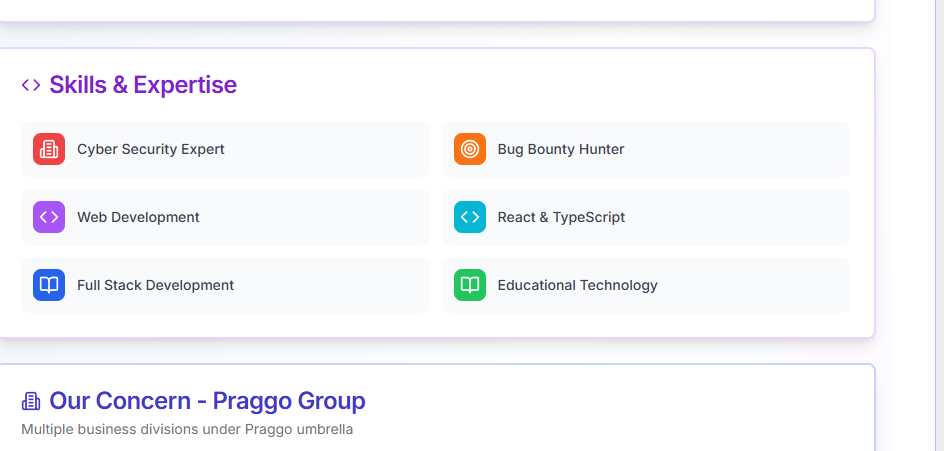 Skills & Expertise
Cyber Security Expert
Bug Bounty Hunter
Web Development
React & TypeScript
Full Stack Development
Educational Technology
Our Concern - Praggo Group
Multiple business divisions under Praggo umbrella